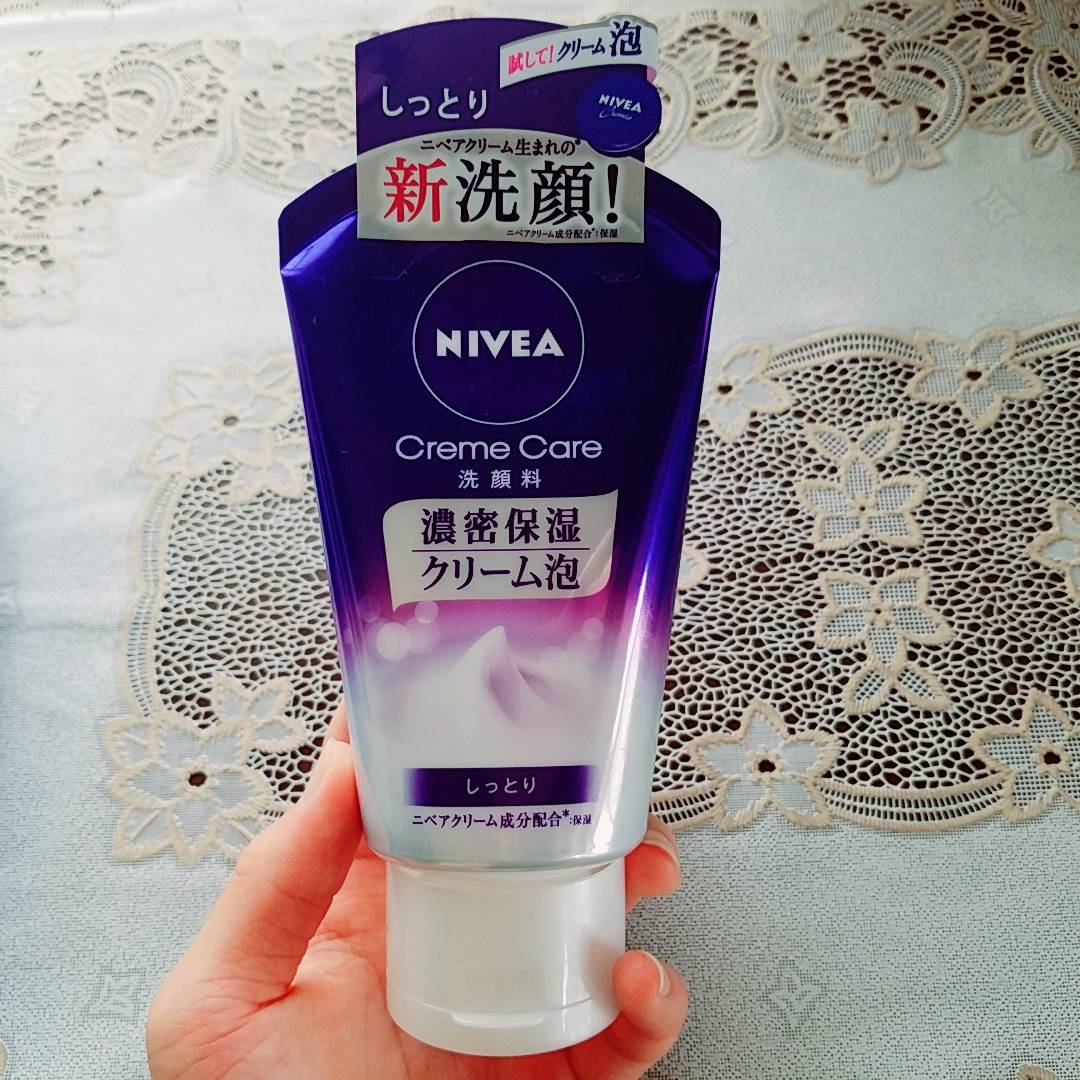 試して!クリーム泡
しっとり
NIVEA
Creme
ニベアクリーム生まれの*
新洗顔!
ニベアクリーム成分配合*:保湿
NIVEA
Creme Care
洗顔料
濃密保湿
クリーム泡
しっとり
ニベアクリーム成分配合*:保湿